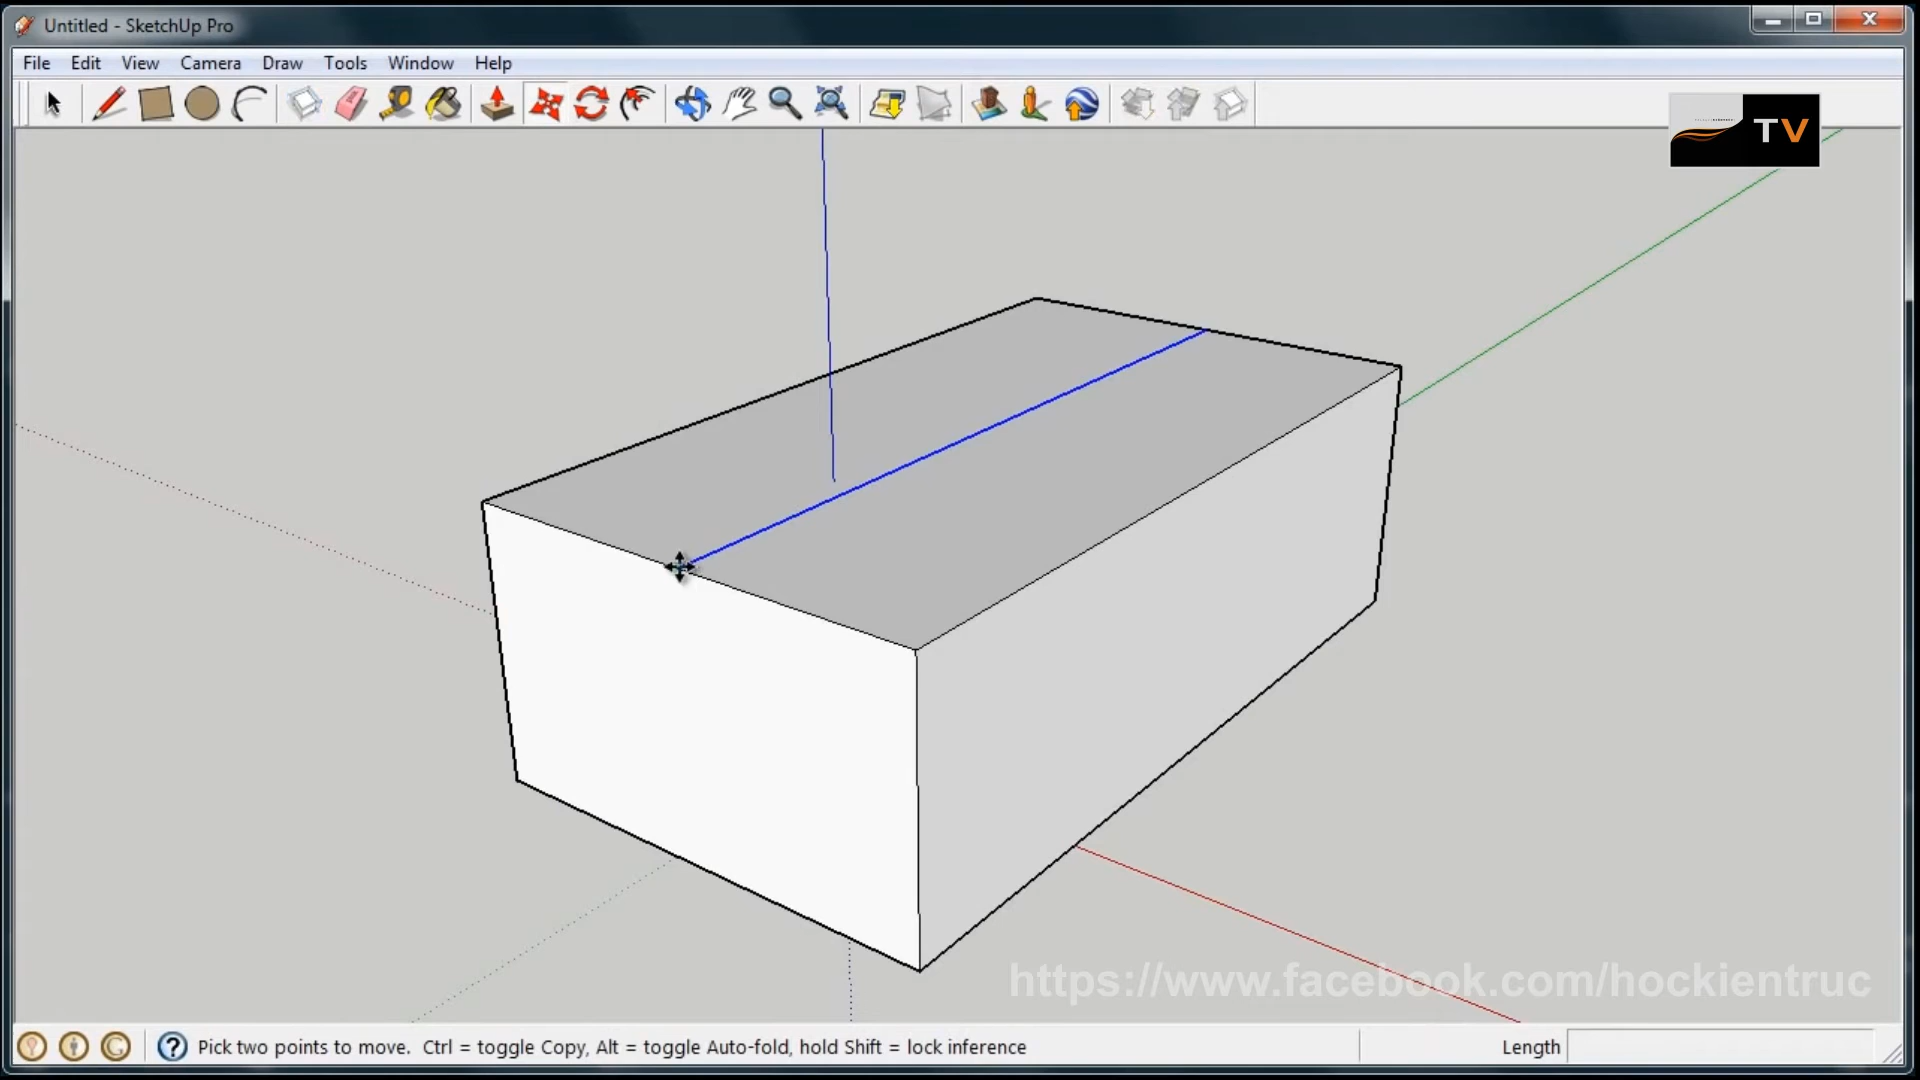 Untitled - SketchUp Pro
File Edit View Camera Draw Tools Window Help
TV
https://www.facebook.com/hockientruc
Pick two points to move. Ctrl = toggle Copy, Alt = toggle Auto-fold, hold Shift = lock inference
Length